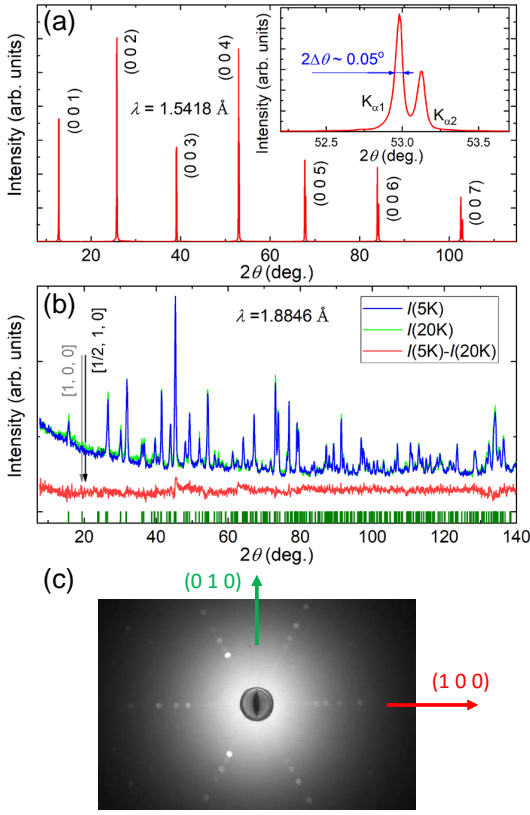 (a)
Intensity (arb. units)
λ = 1.5418 Å
(0 0 1)
(0 0 2)
(0 0 3)
(0 0 4)
(0 0 5)
(0 0 6)
(0 0 7)
20 40 60 80 100
2θ (deg.)
Intensity (arb. units)
2Δθ ~ 0.05°
Kα1
Kα2
52.5 53.0 53.5
2θ (deg.)
(b)
Intensity (arb. units)
[1, 0, 0]
[1/2, 1, 0]
λ =1.8846 Å
I(5K)
I(20K)
I(5K)-I(20K)
20 40 60 80 100 120 140
2θ (deg.)
(c)
(0 1 0)
(1 0 0)